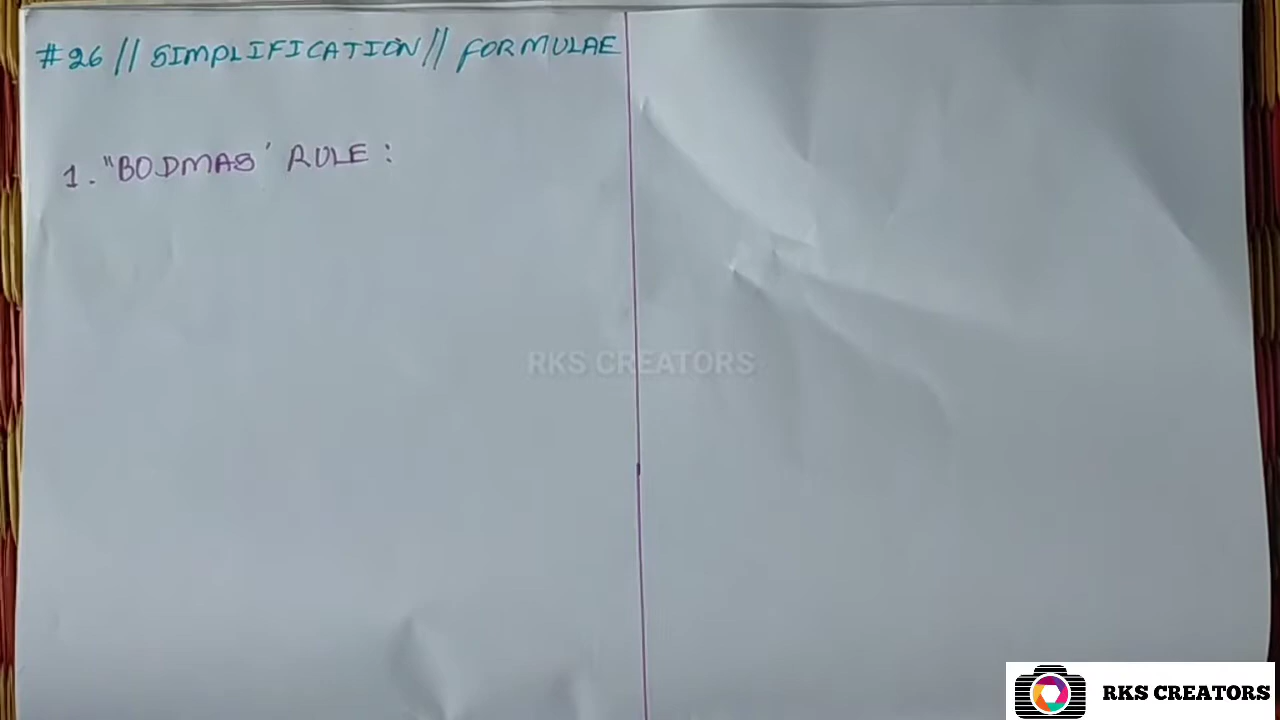 #26 // SIMPLIFICATION // FORMULAE
1. "BODMAS' RULE :
RKS CREATORS
RKS CREATORS